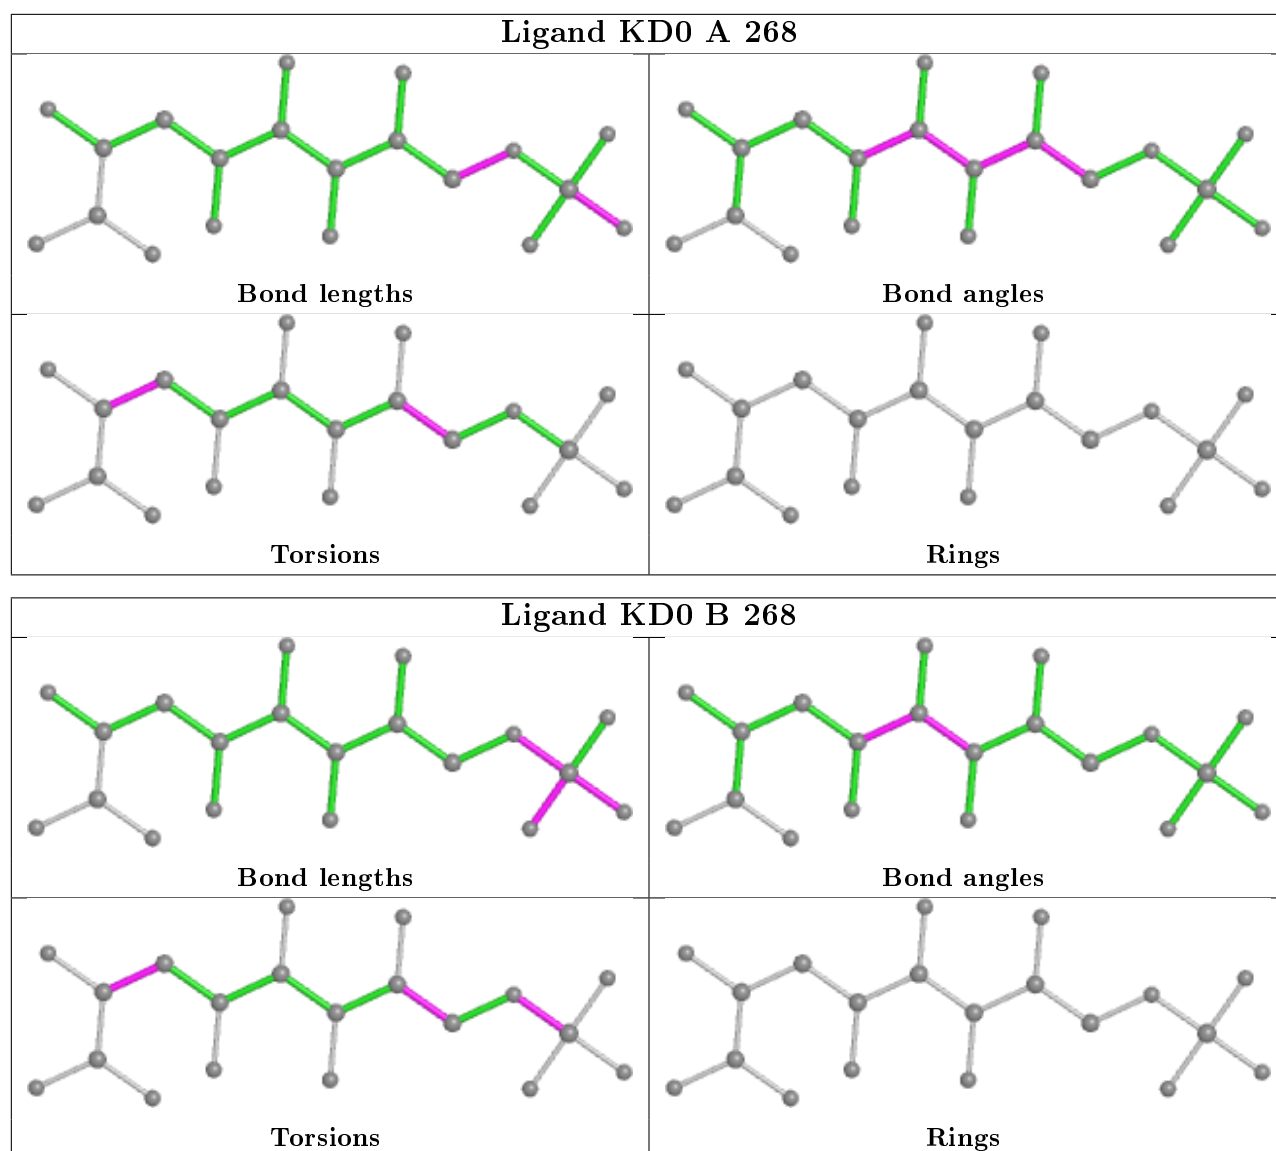 Ligand KD0 A 268
Bond lengths
Bond angles
Torsions
Rings
Ligand KD0 B 268
Bond lengths
Bond angles
Torsions
Rings